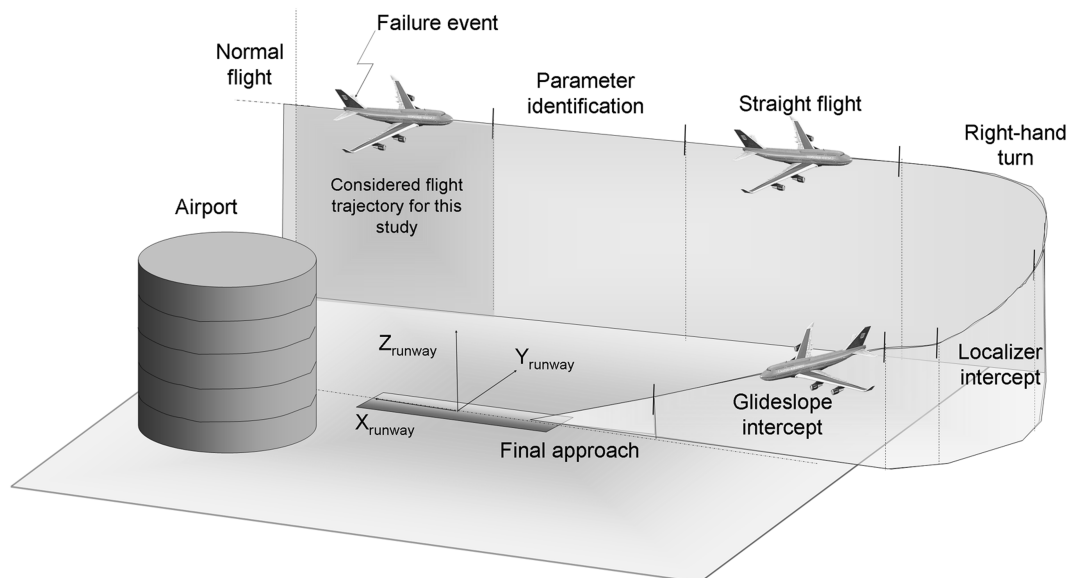 Failure event
Normal
flight
Parameter
identification
Straight flight
Right-hand
turn
Considered flight
trajectory for this
study
Airport
Zrunway
Yrunway
Xrunway
Localizer
intercept
Glideslope
intercept
Final approach